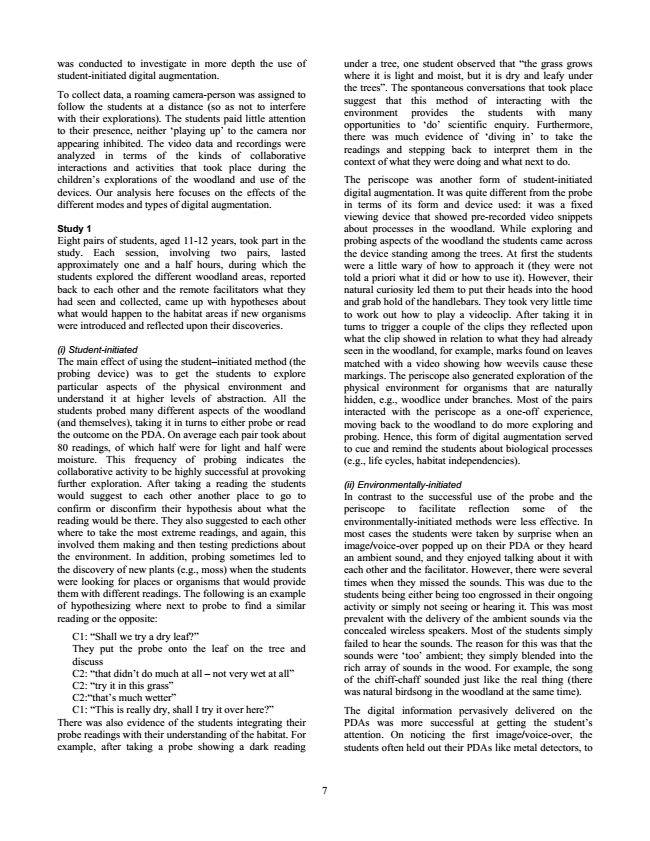 was conducted to investigate in more depth the use of
student-initiated digital augmentation.
To collect data, a roaming camera-person was assigned to
follow the students at a distance (so as not to interfere
with their explorations). The students paid little attention
to their presence, neither ‘playing up’ to the camera nor
appearing inhibited. The video data and recordings were
analyzed in terms of the kinds of collaborative
interactions and activities that took place during the
children’s explorations of the woodland and use of the
devices. Our analysis here focuses on the effects of the
different modes and types of digital augmentation.
Study 1
Eight pairs of students, aged 11-12 years, took part in the
study. Each session, involving two pairs, lasted
approximately one and a half hours, during which the
students explored the different woodland areas, reported
back to each other and the remote facilitators what they
had seen and collected, came up with hypotheses about
what would happen to the habitat areas if new organisms
were introduced and reflected upon their discoveries.
(i) Student-initiated
The main effect of using the student–initiated method (the
probing device) was to get the students to explore
particular aspects of the physical environment and
understand it at higher levels of abstraction. All the
students probed many different aspects of the woodland
(and themselves), taking it in turns to either probe or read
the outcome on the PDA. On average each pair took about
80 readings, of which half were for light and half were
moisture. This frequency of probing indicates the
collaborative activity to be highly successful at provoking
further exploration. After taking a reading the students
would suggest to each other another place to go to
confirm or disconfirm their hypothesis about what the
reading would be there. They also suggested to each other
where to take the most extreme readings, and again, this
involved them making and then testing predictions about
the environment. In addition, probing sometimes led to
the discovery of new plants (e.g., moss) when the students
were looking for places or organisms that would provide
them with different readings. The following is an example
of hypothesizing where next to probe to find a similar
reading or the opposite:
C1: “Shall we try a dry leaf?”
They put the probe onto the leaf on the tree and
discuss
C2: “that didn’t do much at all – not very wet at all”
C2: “try it in this grass”
C2:“that’s much wetter”
C1: “This is really dry, shall I try it over here?”
There was also evidence of the students integrating their
probe readings with their understanding of the habitat. For
example, after taking a probe showing a dark reading
under a tree, one student observed that “the grass grows
where it is light and moist, but it is dry and leafy under
the trees”. The spontaneous conversations that took place
suggest that this method of interacting with the
environment provides the students with many
opportunities to ‘do’ scientific enquiry. Furthermore,
there was much evidence of ‘diving in’ to take the
readings and stepping back to interpret them in the
context of what they were doing and what next to do.
The periscope was another form of student-initiated
digital augmentation. It was quite different from the probe
in terms of its form and device used: it was a fixed
viewing device that showed pre-recorded video snippets
about processes in the woodland. While exploring and
probing aspects of the woodland the students came across
the device standing among the trees. At first the students
were a little wary of how to approach it (they were not
told a priori what it did or how to use it). However, their
natural curiosity led them to put their heads into the hood
and grab hold of the handlebars. They took very little time
to work out how to play a videoclip. After taking it in
turns to trigger a couple of the clips they reflected upon
what the clip showed in relation to what they had already
seen in the woodland, for example, marks found on leaves
matched with a video showing how weevils cause these
markings. The periscope also generated exploration of the
physical environment for organisms that are naturally
hidden, e.g., woodlice under branches. Most of the pairs
interacted with the periscope as a one-off experience,
moving back to the woodland to do more exploring and
probing. Hence, this form of digital augmentation served
to cue and remind the students about biological processes
(e.g., life cycles, habitat independencies).
(ii) Environmentally-initiated
In contrast to the successful use of the probe and the
periscope to facilitate reflection some of the
environmentally-initiated methods were less effective. In
most cases the students were taken by surprise when an
image/voice-over popped up on their PDA or they heard
an ambient sound, and they enjoyed talking about it with
each other and the facilitator. However, there were several
times when they missed the sounds. This was due to the
students being either being too engrossed in their ongoing
activity or simply not seeing or hearing it. This was most
prevalent with the delivery of the ambient sounds via the
concealed wireless speakers. Most of the students simply
failed to hear the sounds. The reason for this was that the
sounds were ‘too’ ambient; they simply blended into the
rich array of sounds in the wood. For example, the song
of the chiff-chaff sounded just like the real thing (there
was natural birdsong in the woodland at the same time).
The digital information pervasively delivered on the
PDAs was more successful at getting the student’s
attention. On noticing the first image/voice-over, the
students often held out their PDAs like metal detectors, to
7